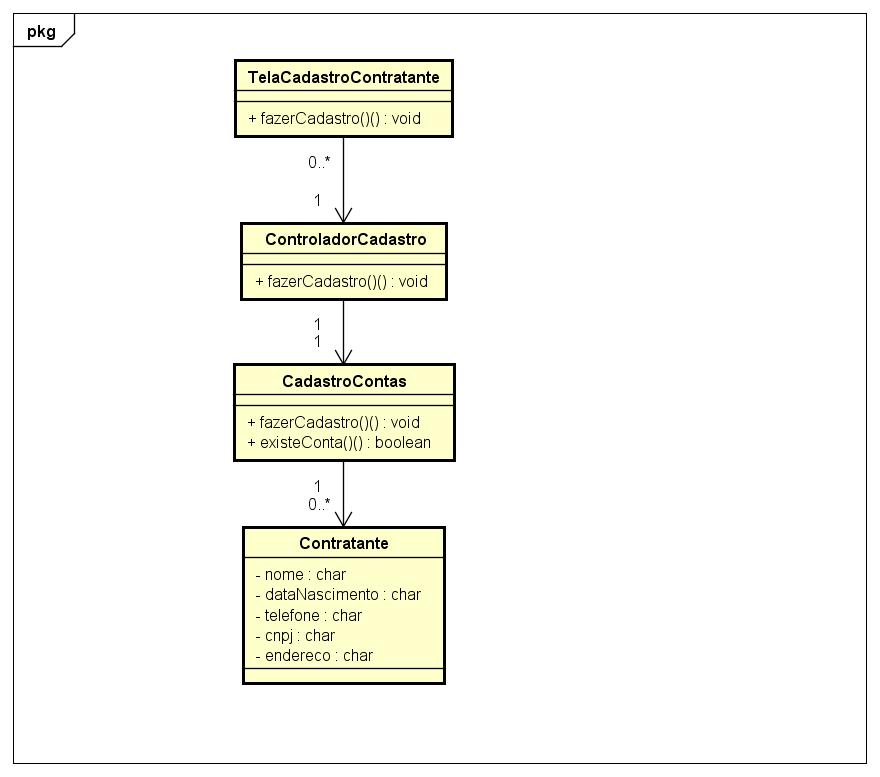 pkg
TelaCadastroContratante
+ fazerCadastro()() : void
0..*
1
ControladorCadastro
+ fazerCadastro()() : void
1
1
CadastroContas
+ fazerCadastro()() : void
+ existeConta()() : boolean
1
0..*
Contratante
- nome : char
- dataNascimento : char
- telefone : char
- cnpj : char
- endereco : char